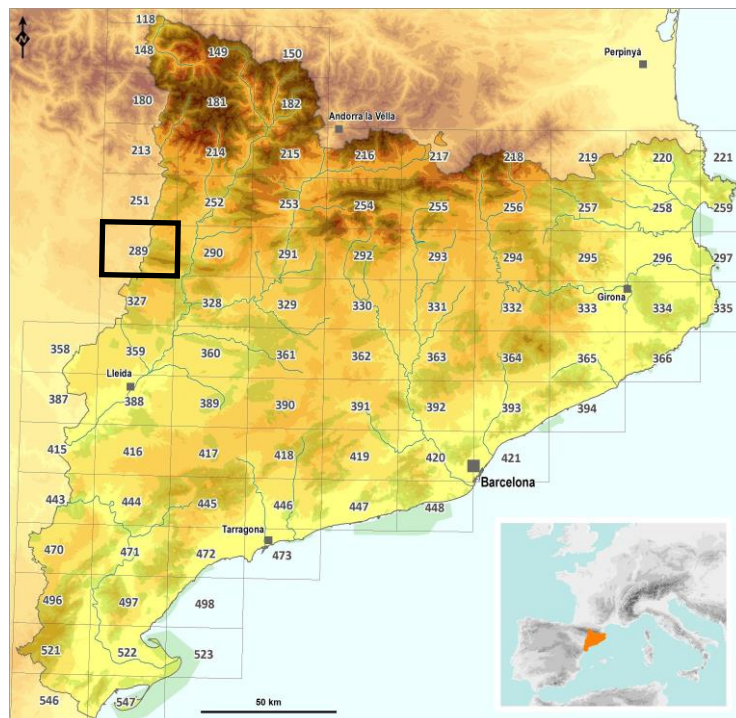 118
N
148 149 150
Perpinyà
180 181 182
Andorra la Vella
213 214 215 216 217 218 219 220 221
251 252 253 254 255 256 257 258 259
289 290 291 292 293 294 295 296 297
Girona
327 328 329 330 331 332 333 334 335
358 359 360 361 362 363 364 365 366
Lleida
387 388 389 390 391 392 393 394
415 416 417 418 419 420 421
Barcelona
443 444 445 446 447 448
Tarragona
470 471 472 473
496 497 498
521 522 523
546 547
50 km